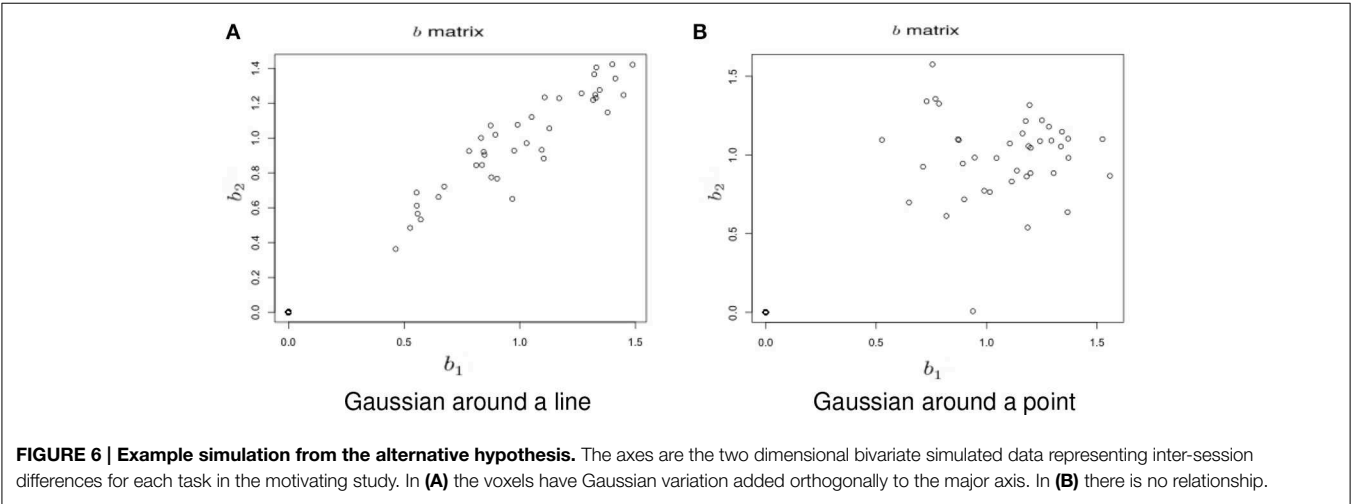 A
b matrix
b2
1.4
1.2
1.0
0.8
0.6
0.4
0.2
0.0
0.0 0.5 1.0 1.5
b1
Gaussian around a line
B
b matrix
b2
1.5
1.0
0.5
0.0
0.0 0.5 1.0 1.5
b1
Gaussian around a point
FIGURE 6 | Example simulation from the alternative hypothesis. The axes are the two dimensional bivariate simulated data representing inter-session
differences for each task in the motivating study. In (A) the voxels have Gaussian variation added orthogonally to the major axis. In (B) there is no relationship.